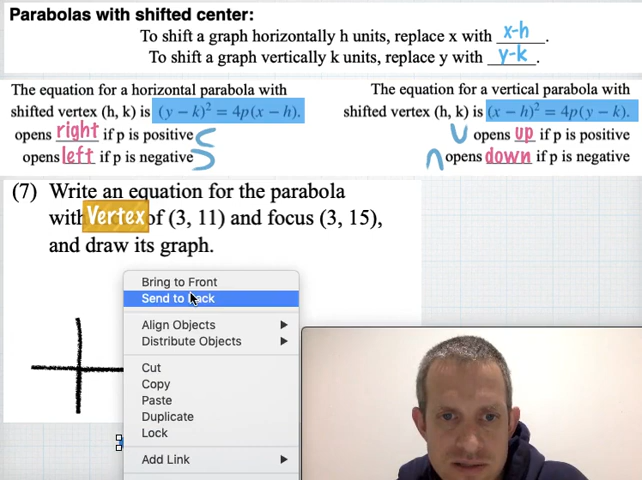 Parabolas with shifted center:
To shift a graph horizontally h units, replace x with x-h.
To shift a graph vertically k units, replace y with y-k.
The equation for a horizontal parabola with
shifted vertex (h, k) is (y − k)² = 4p(x − h).
opens right if p is positive
opens left if p is negative
The equation for a vertical parabola with
shifted vertex (h, k) is (x − h)² = 4p(y − k).
opens up if p is positive
opens down if p is negative
(7) Write an equation for the parabola
with Vertex of (3, 11) and focus (3, 15),
and draw its graph.
Bring to Front
Send to Back
Align Objects
Distribute Objects
Cut
Copy
Paste
Duplicate
Lock
Add Link